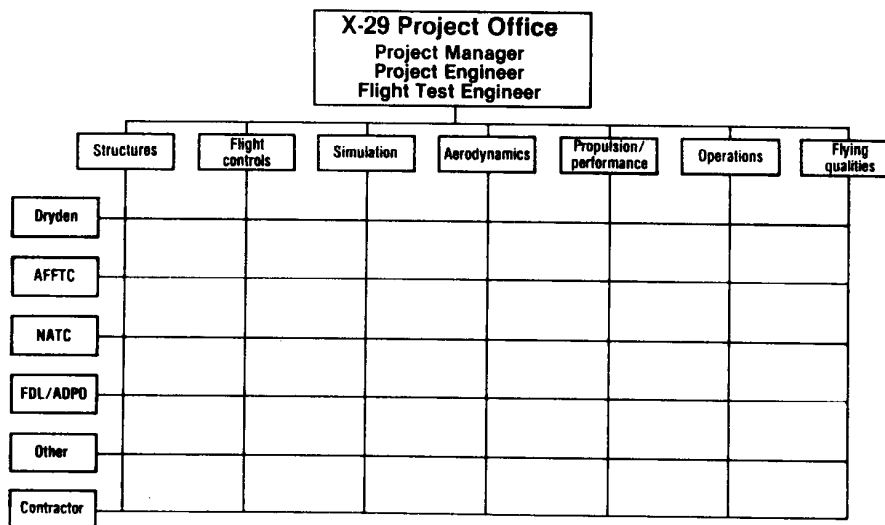 X-29 Project Office
Project Manager
Project Engineer
Flight Test Engineer
Structures
Flight
controls
Simulation
Aerodynamics
Propulsion/
performance
Operations
Flying
qualities
Dryden
AFFTC
NATC
FDL/ADPO
Other
Contractor